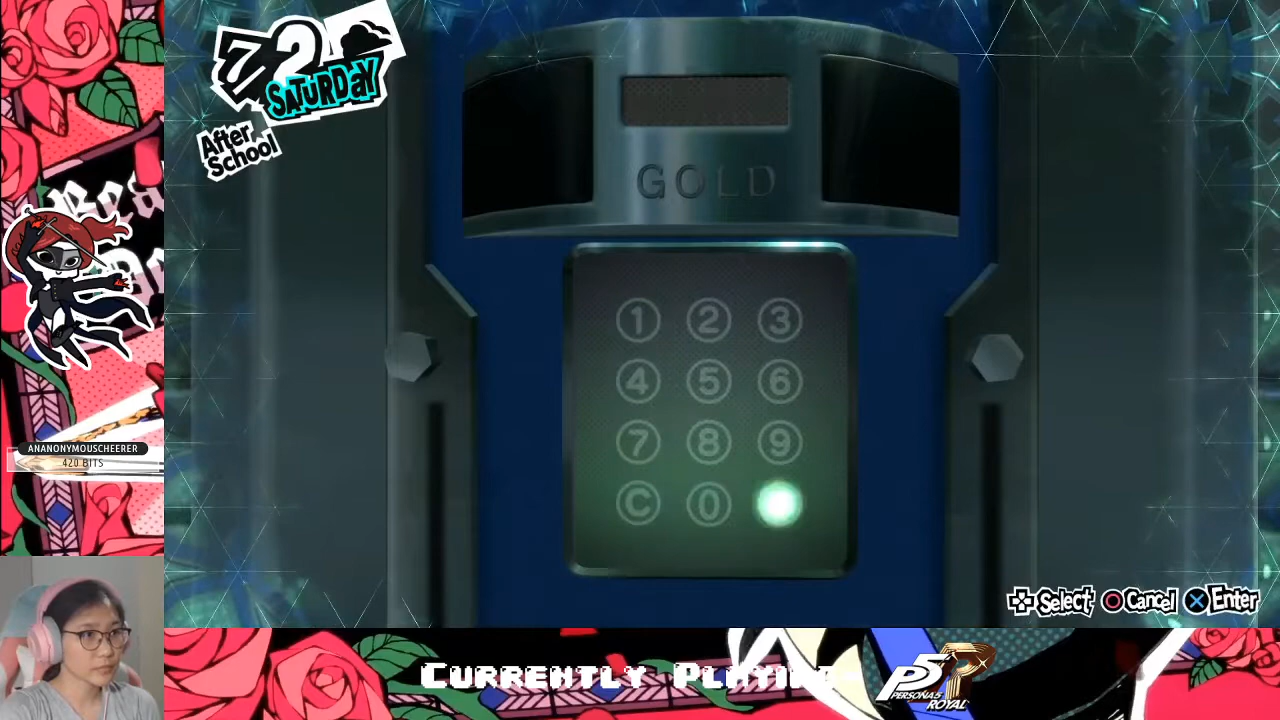 7/2
SATURDAY
After
School
GOLD
1 2 3
4 5 6
7 8 9
C 0
ANANONYMOUSCHEERER
420 BITS
Select Cancel Enter
CURRENTLY PLAYING
P5R
PERSONA5
ROYAL